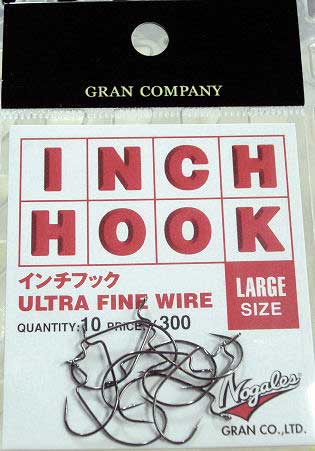 GRAN COMPANY
INCH
HOOK
インチフック
ULTRA FINE WIRE
QUANTITY:10 PRICE:¥300
LARGE
SIZE
Nogales
GRAN CO.,LTD.